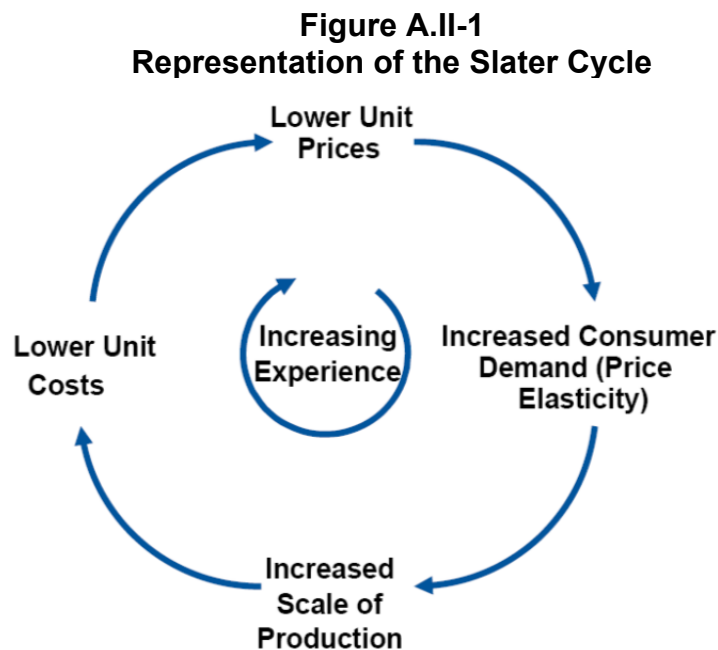 Figure A.II-1
Representation of the Slater Cycle
Lower Unit
Prices
Increasing
Experience
Increased Consumer
Demand (Price
Elasticity)
Lower Unit
Costs
Increased
Scale of
Production